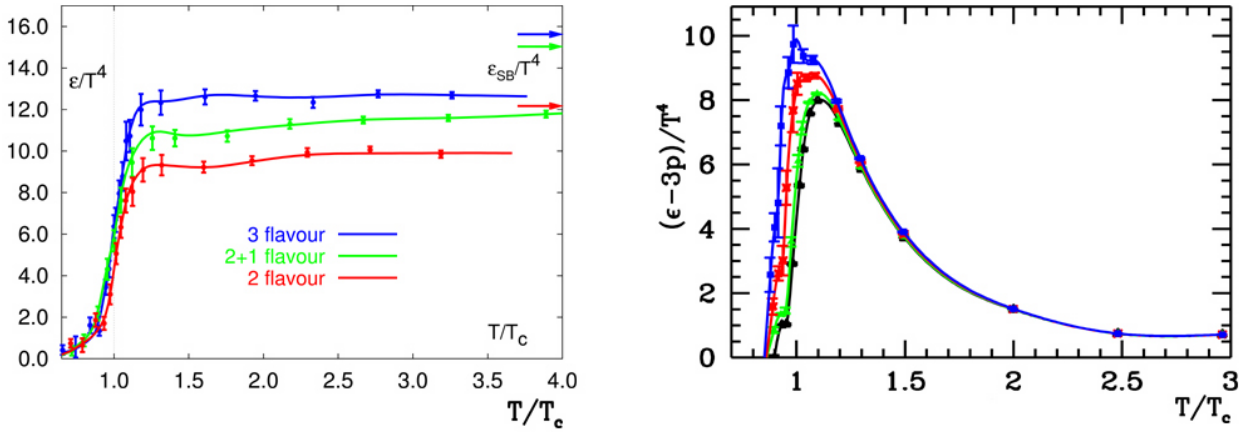 16.0
14.0
12.0
10.0
8.0
6.0
4.0
2.0
0.0
ε/T⁴
ε_SB/T⁴
3 flavour
2+1 flavour
2 flavour
T/T_c
1.0 1.5 2.0 2.5 3.0 3.5 4.0
T/T_c
(ϵ−3p)/T⁴
10
8
6
4
2
0
1 1.5 2 2.5 3
T/T_c